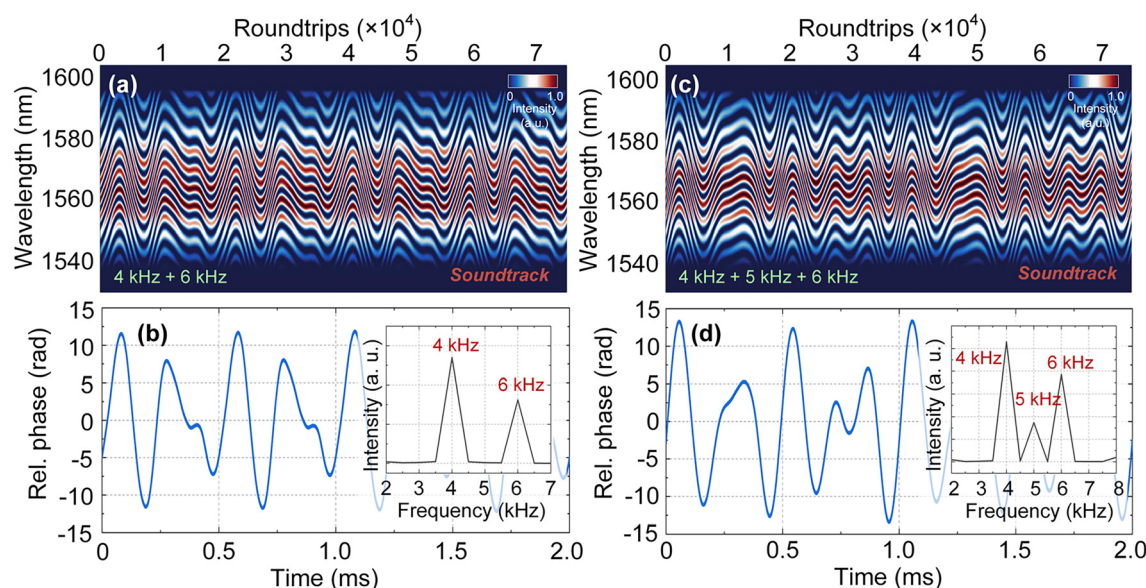 Roundtrips (×10⁴)
0 1 2 3 4 5 6 7
Wavelength (nm)
1600
1580
1560
1540
(a)
0 1.0
Intensity
(a.u.)
4 kHz + 6 kHz
Soundtrack
Rel. phase (rad)
15
10
5
0
-5
-10
-15
(b)
Intensity (a. u.)
4 kHz
6 kHz
2 3 4 5 6 7
Frequency (kHz)
0 0.5 1.0 1.5 2.0
Time (ms)
Roundtrips (×10⁴)
0 1 2 3 4 5 6 7
Wavelength (nm)
1600
1580
1560
1540
(c)
0 1.0
Intensity
(a.u.)
4 kHz + 5 kHz + 6 kHz
Soundtrack
Rel. phase (rad)
15
10
5
0
-5
-10
-15
(d)
Intensity (a. u.)
4 kHz
6 kHz
5 kHz
2 3 4 5 6 7 8
Frequency (kHz)
0 0.5 1.0 1.5 2.0
Time (ms)